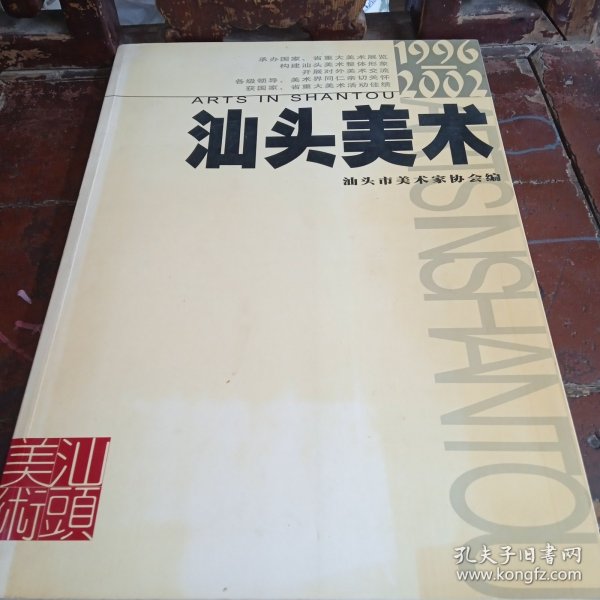 承办国家、省重大美术展览
构建汕头美术整体形象
开展对外美术交流
各级领导、美术界同仁亲切关怀
获国家、省重大美术活动佳绩
1996
2002
ARTS IN SHANTOU
汕头美术
汕头市美术家协会编
ARTS IN SHANTOU
汕頭
美術
孔夫子旧书网
www.kongfz.com